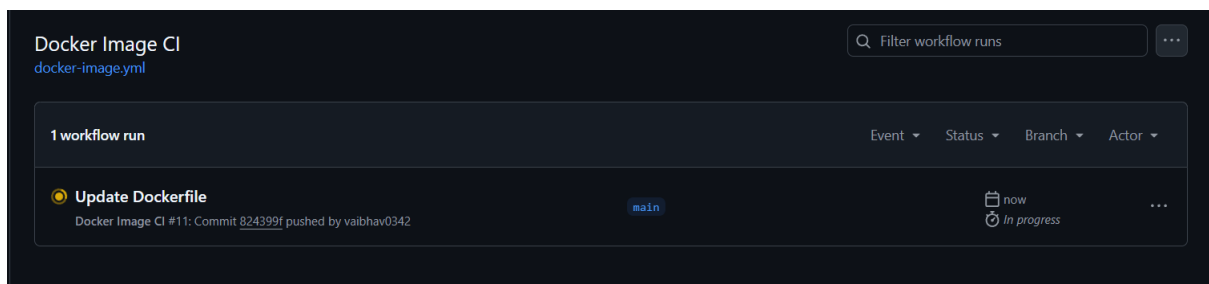 Docker Image CI
docker-image.yml
Filter workflow runs
1 workflow run
Event
Status
Branch
Actor
Update Dockerfile
Docker Image CI #11: Commit 824399f pushed by vaibhav0342
main
now
In progress